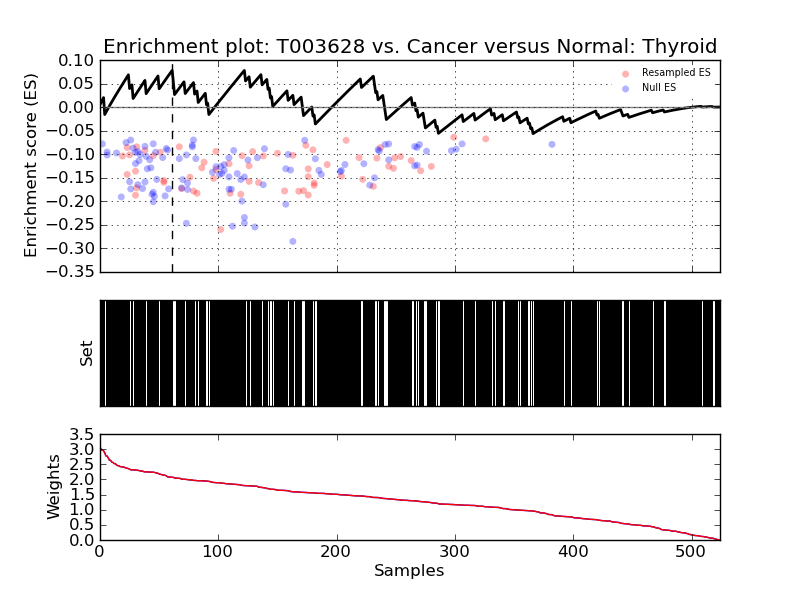 Enrichment plot: T003628 vs. Cancer versus Normal: Thyroid
0.10
0.05
0.00
−0.05
−0.10
−0.15
−0.20
−0.25
−0.30
−0.35
Enrichment score (ES)
Resampled ES
Null ES
Set
3.5
3.0
2.5
2.0
1.5
1.0
0.5
0.0
Weights
0 100 200 300 400 500
Samples